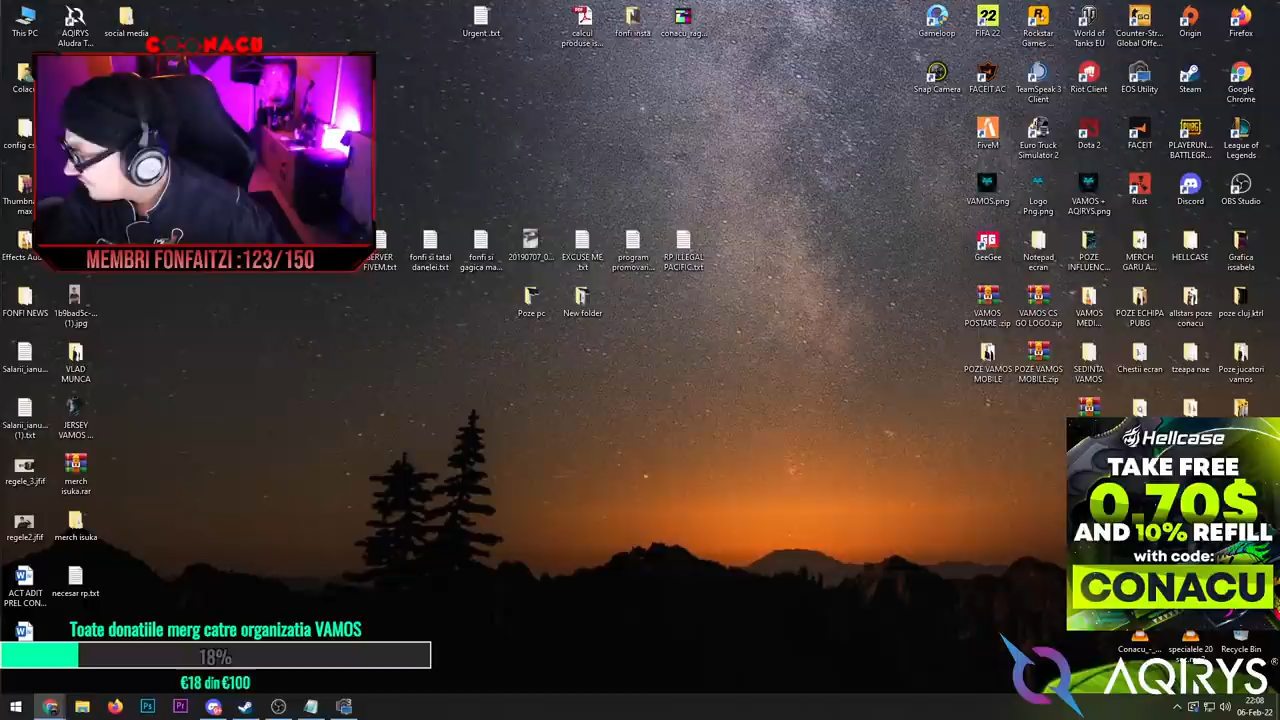 This PC
AQIRYS
Aludra T...
social media
Urgent.txt
calcul
produse is...
fonfi insta
conacu_rag...
Gameloop
FIFA 22
Rockstar
Games ...
World of
Tanks EU
Counter-Str...
Global Offe...
Origin
Firefox
COONACU
Snap Camera
FACEIT AC
TeamSpeak 3
Client
Riot Client
EOS Utility
Steam
Google
Chrome
FiveM
Euro Truck
Simulator 2
Dota 2
FACEIT
PLAYERUN...
BATTLEGR...
League of
Legends
VAMOS.png
Logo
Png.png
VAMOS +
AQIRYS.png
Rust
Discord
OBS Studio
MEMBRI FONFAITZI :123/150
FIVEM.txt
fonfi si tatal
danelei.txt
fonfi si
gagica ma...
20190707_0...
EXCUSE ME
.txt
program
promovari...
RP ILLEGAL
PACIFIC.txt
GeeGee
Notepad
ecran
POZE
INFLUENC...
MERCH
GARU A...
HELLCASE
Grafica
issabela
FONFI NEWS
1b9bad5c-...
(1).jpg
Poze pc
New folder
VAMOS
POSTARE .zip
VAMOS CS
GO LOGO.zip
VAMOS
MEDI...
POZE ECHIPA
PUBG
allstars poze
conacu
poze cluj,ktrl
Salarii_ianu...
VLAD
MUNCA
POZE VAMOS
MOBILE
POZE VAMOS
MOBILE.zip
SEDINTA
VAMOS
Chestii ecran
tzeapa nae
Poze jucatori
vamos
Salarii_ianu...
(1).txt
JERSEY
VAMOS ...
regele_3.jfif
merch
isuka.rar
regele2.jfif
merch isuka
ACT ADIT
PREL CON...
necesar rp.txt
Hellcase
TAKE FREE
0.70$
AND 10% REFILL
with code:
CONACU
Toate donatiile merg catre organizatia VAMOS
18%
€18 din €100
Conacu_-_...
specialele 20
Recycle Bin
AQIRYS
22:08
06-Feb-22